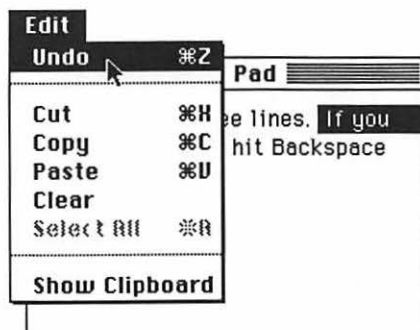 Edit
Undo ⌘Z
Pad
Cut ⌘X
ee lines. If you
Copy ⌘C
hit Backspace
Paste ⌘V
Clear
Select All ⌘A
Show Clipboard